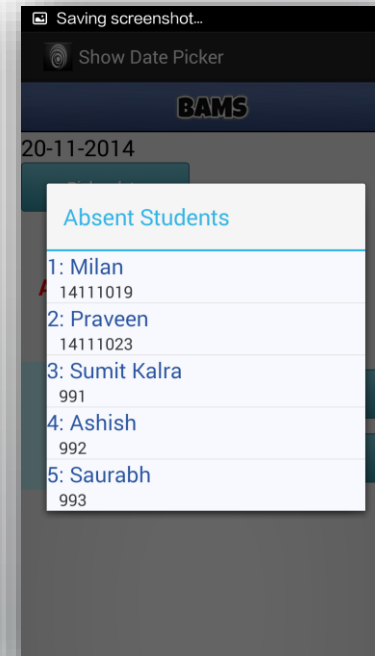 Saving screenshot...
Show Date Picker
BAMS
20-11-2014
Absent Students
1: Milan
14111019
2: Praveen
14111023
3: Sumit Kalra
991
4: Ashish
992
5: Saurabh
993